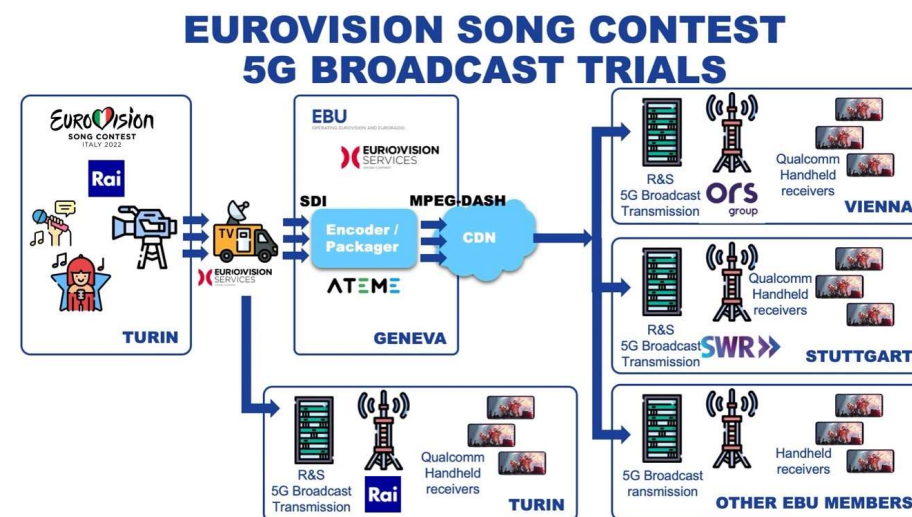 EUROVISION SONG CONTEST
5G BROADCAST TRIALS
EUROVISION
SONG CONTEST
ITALY 2022
Rai
TURIN
TV
EUROVISION
SERVICES
EBU
OPERATING EUROVISION AND EURORADIO
EUROVISION
SERVICES
SDI
MPEG-DASH
Encoder /
Packager
CDN
ATEME
GENEVA
R&S
5G Broadcast
Transmission
ors
group
Qualcomm
Handheld
receivers
VIENNA
R&S
5G Broadcast
Transmission
SWR
Qualcomm
Handheld
receivers
STUTTGART
5G Broadcast
ransmission
Handheld
receivers
OTHER EBU MEMBERS
R&S
5G Broadcast
Transmission
Rai
Qualcomm
Handheld
receivers
TURIN